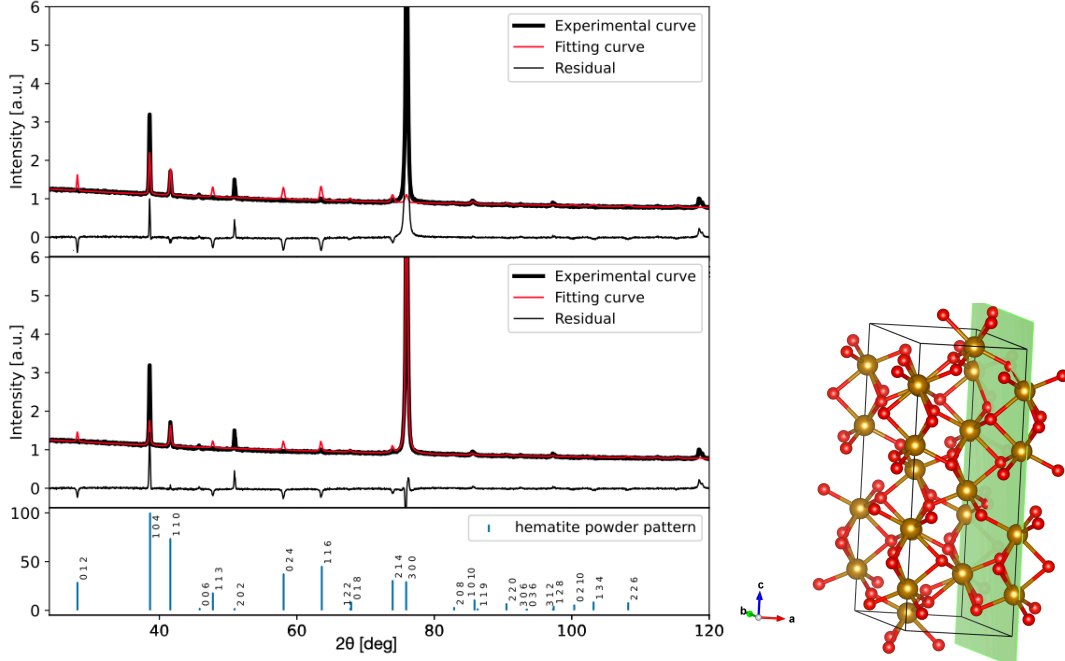 6
5
4
3
2
1
0
Intensity [a.u.]
Experimental curve
Fitting curve
Residual
6
5
4
3
2
1
0
Intensity [a.u.]
Experimental curve
Fitting curve
Residual
100
50
0
hematite powder pattern
0 1 2
1 0 4
1 1 0
0 0 6
1 1 3
2 0 2
0 2 4
1 1 6
1 2 2
0 1 8
2 1 4
3 0 0
2 0 8
1 0 10
1 1 9
2 2 0
3 0 6
0 3 6
3 1 2
1 2 8
0 2 10
1 3 4
2 2 6
40
60
80
100
120
2θ [deg]
c
b
a